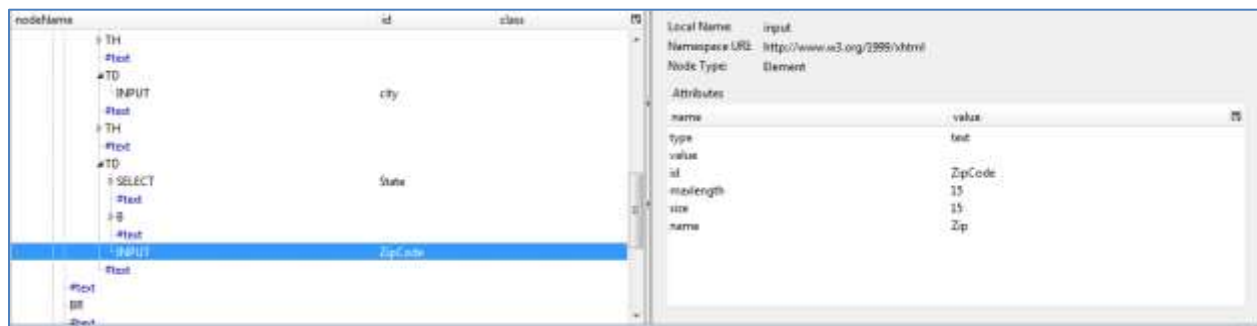 nodeName id class
TH
#text
TD
INPUT city
#text
TH
#text
TD
SELECT State
#text
B
#text
INPUT ZipCode
#text
#text
BR
#text
Local Name: input
Namespace URI: http://www.w3.org/1999/xhtml
Node Type: Element
Attributes
name value
type text
value
id ZipCode
maxlength 15
size 15
name Zip